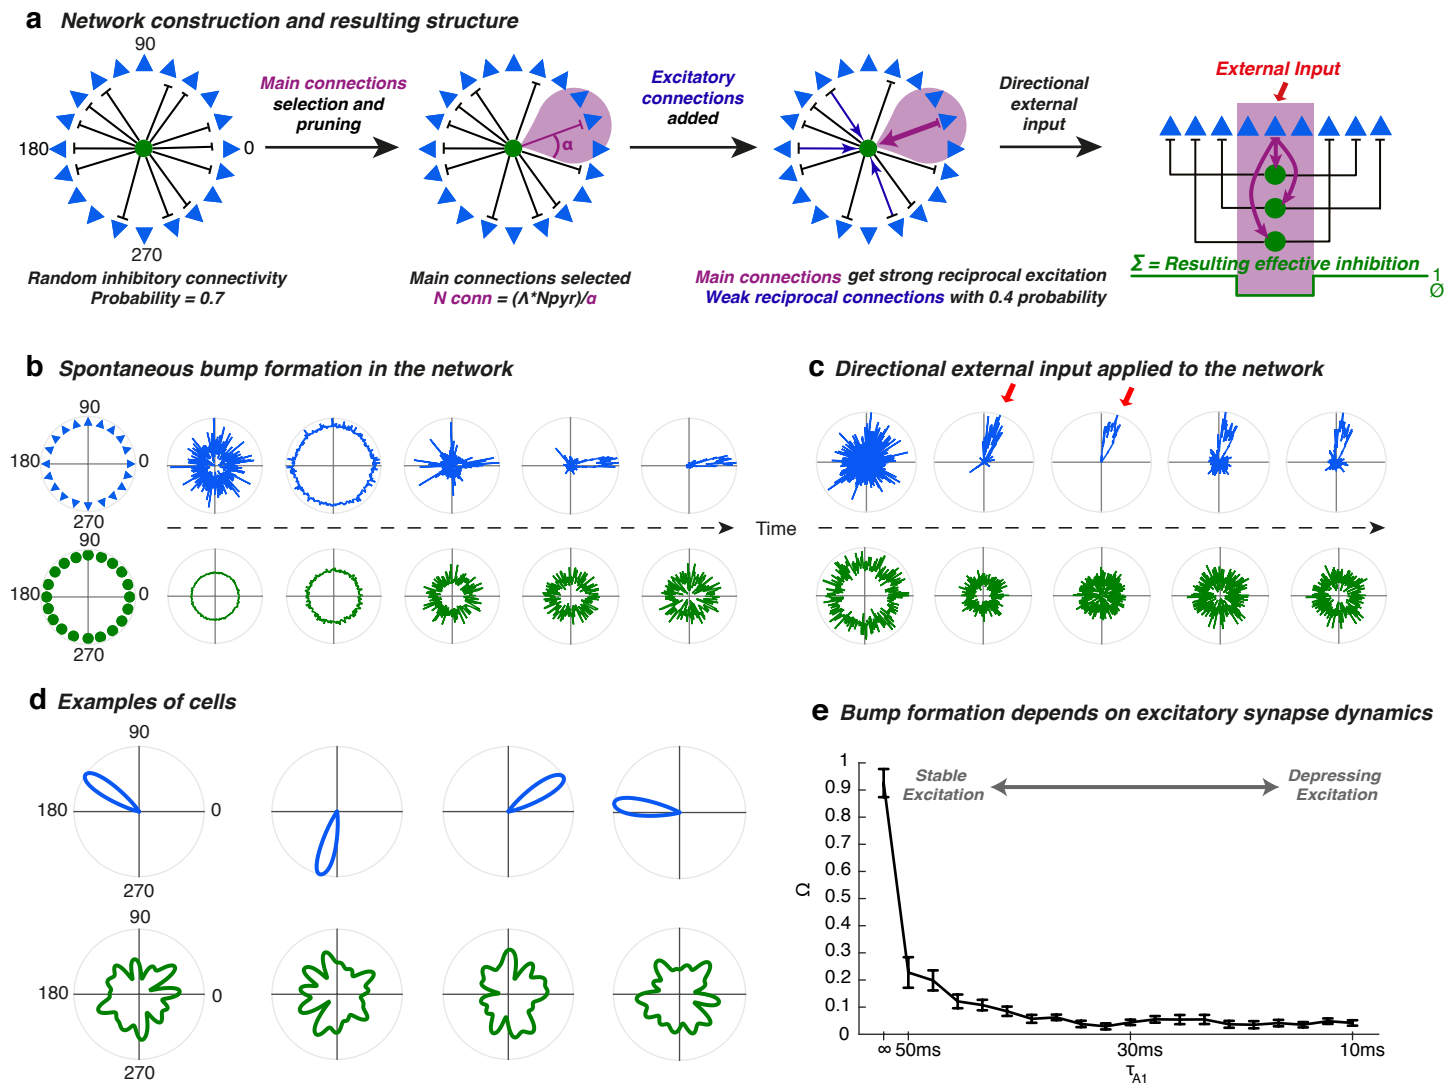 a Network construction and resulting structure
90
180
0
270
Random inhibitory connectivity
Probability = 0.7
Main connections
selection and
pruning
α
Main connections selected
N conn = (Λ*Npyr)/α
Excitatory
connections
added
Main connections get strong reciprocal excitation
Weak reciprocal connections with 0.4 probability
Directional
external
input
External Input
Σ = Resulting effective inhibition
1
Ø
b Spontaneous bump formation in the network
90
180
0
270
90
180
0
270
Time
c Directional external input applied to the network
d Examples of cells
90
180
0
270
90
180
0
270
e Bump formation depends on excitatory synapse dynamics
Stable
Excitation
Depressing
Excitation
1
0.9
0.8
0.7
0.6
0.5
0.4
0.3
0.2
0.1
0
Ω
∞ 50ms 30ms 10ms
τA1